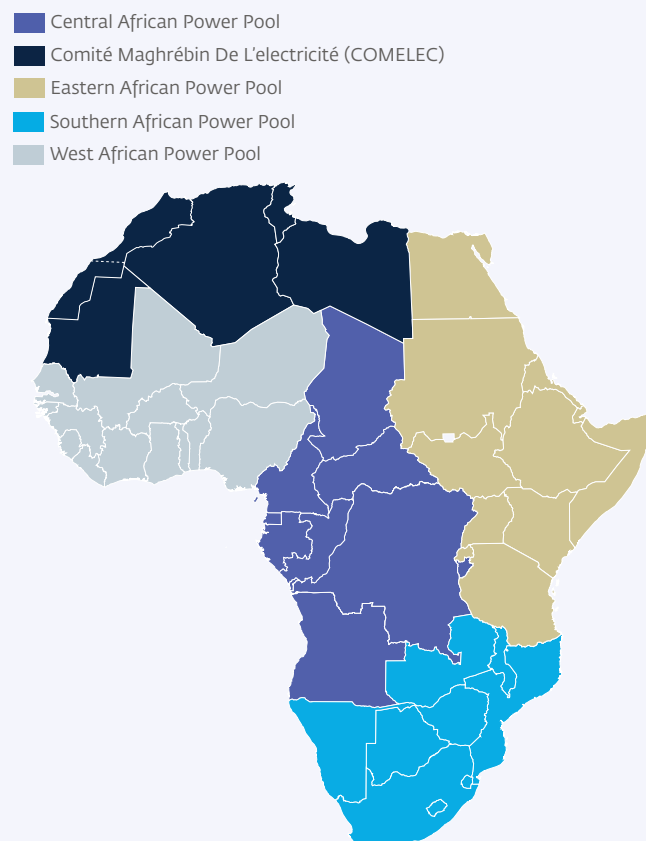 Central African Power Pool
Comité Maghrébin De L'electricité (COMELEC)
Eastern African Power Pool
Southern African Power Pool
West African Power Pool